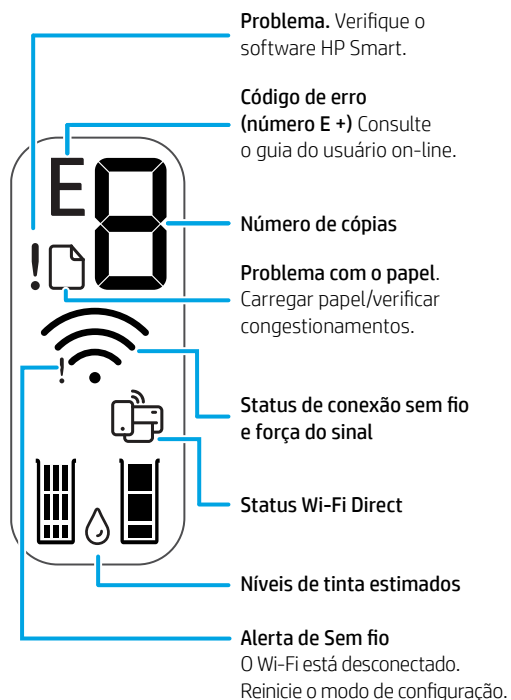 Problema. Verifique o
software HP Smart.
Código de erro
(número E +) Consulte
o guia do usuário on-line.
E8
Número de cópias
!
Problema com o papel.
Carregar papel/verificar
congestionamentos.
!
Status de conexão sem fio
e força do sinal
Status Wi-Fi Direct
Níveis de tinta estimados
Alerta de Sem fio
O Wi-Fi está desconectado.
Reinicie o modo de configuração.